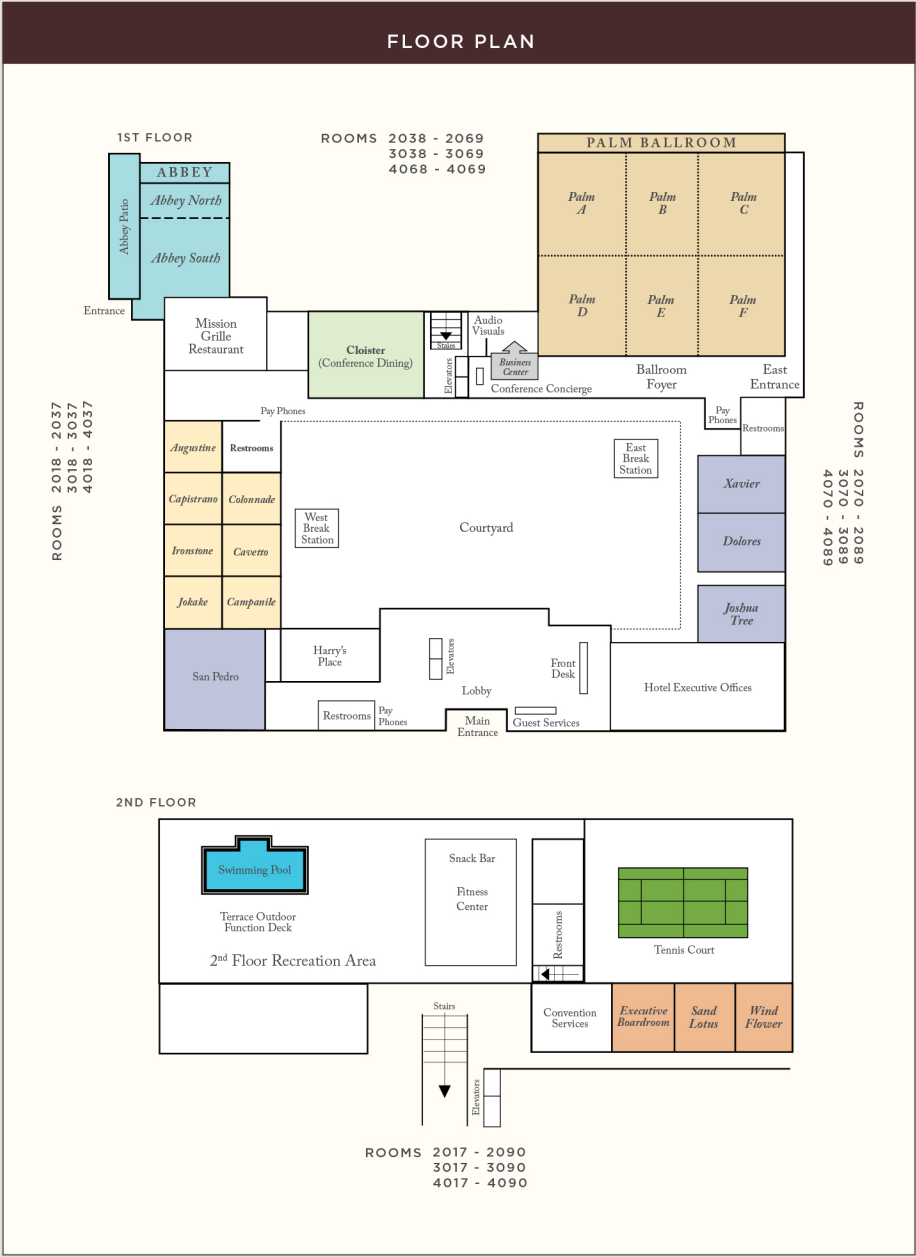 FLOOR PLAN
1ST FLOOR
ROOMS 2038 - 2069
3038 - 3069
4068 - 4069
PALM BALLROOM
ABBEY
Abbey North
Abbey Patio
Abbey South
Palm
A
Palm
B
Palm
C
Palm
D
Palm
E
Palm
F
Entrance
Mission
Grille
Restaurant
Cloister
(Conference Dining)
Stairs
Audio
Visuals
Elevators
Business
Center
Conference Concierge
Ballroom
Foyer
East
Entrance
Pay Phones
Pay
Phones
Restrooms
ROOMS 2018 - 2037
3018 - 3037
4018 - 4037
ROOMS 2070 - 2089
3070 - 3089
4070 - 4089
Augustine
Restrooms
Capistrano
Colonnade
Ironstone
Cavetto
Jokake
Campanile
West
Break
Station
Courtyard
East
Break
Station
Xavier
Dolores
Joshua
Tree
San Pedro
Harry's
Place
Elevators
Lobby
Front
Desk
Hotel Executive Offices
Restrooms
Pay
Phones
Main
Entrance
Guest Services
2ND FLOOR
Swimming Pool
Terrace Outdoor
Function Deck
2nd Floor Recreation Area
Snack Bar
Fitness
Center
Restrooms
Tennis Court
Stairs
Convention
Services
Executive
Boardroom
Sand
Lotus
Wind
Flower
Elevators
ROOMS 2017 - 2090
3017 - 3090
4017 - 4090